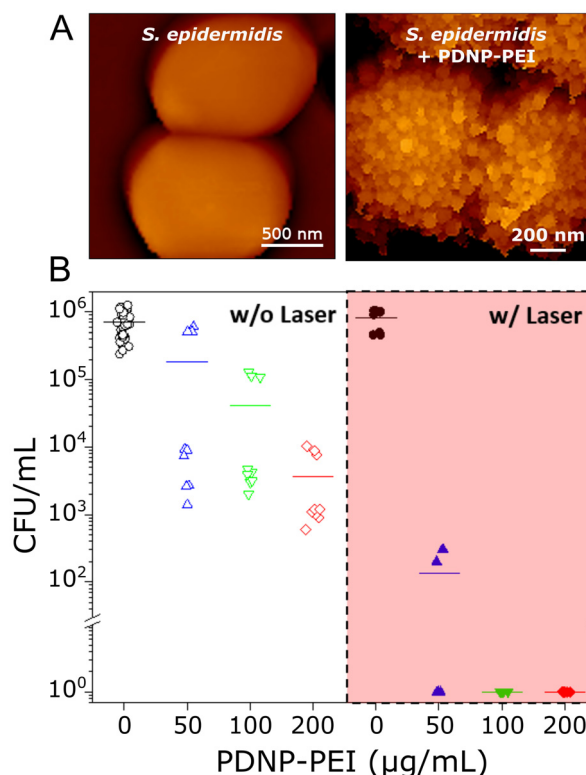 A
S. epidermidis
500 nm
S. epidermidis
+ PDNP-PEI
200 nm
B
w/o Laser
w/ Laser
CFU/mL
10⁶
10⁵
10⁴
10³
10²
10⁰
0 50 100 200 0 50 100 200
PDNP-PEI (µg/mL)